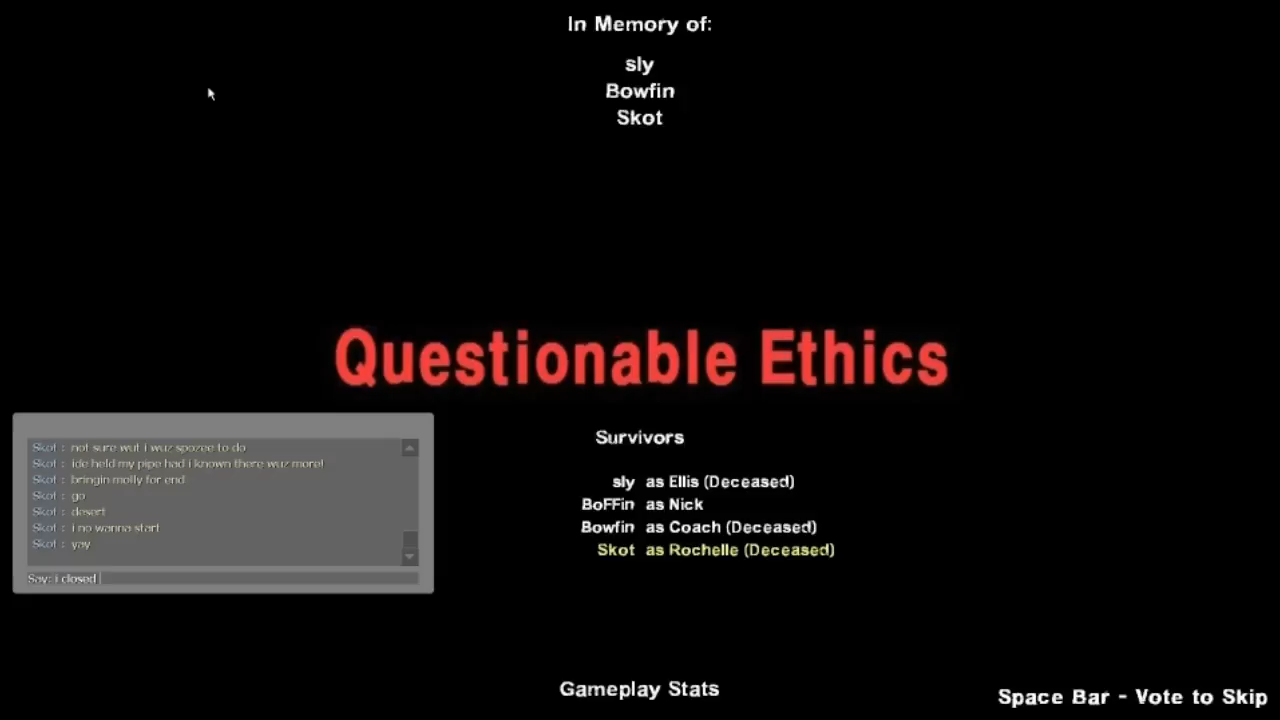 In Memory of:
sly
Bowfin
Skot
Questionable Ethics
Skot : not sure wut i wuz spozee to do
Skot : ide held my pipe had i known there wuz more!
Skot : bringin molly for end
Skot : go
Skot : desert
Skot : i no wanna start
Skot : yay
Say: i closed
Survivors
sly as Ellis (Deceased)
BoFFin as Nick
Bowfin as Coach (Deceased)
Skot as Rochelle (Deceased)
Gameplay Stats
Space Bar - Vote to Skip